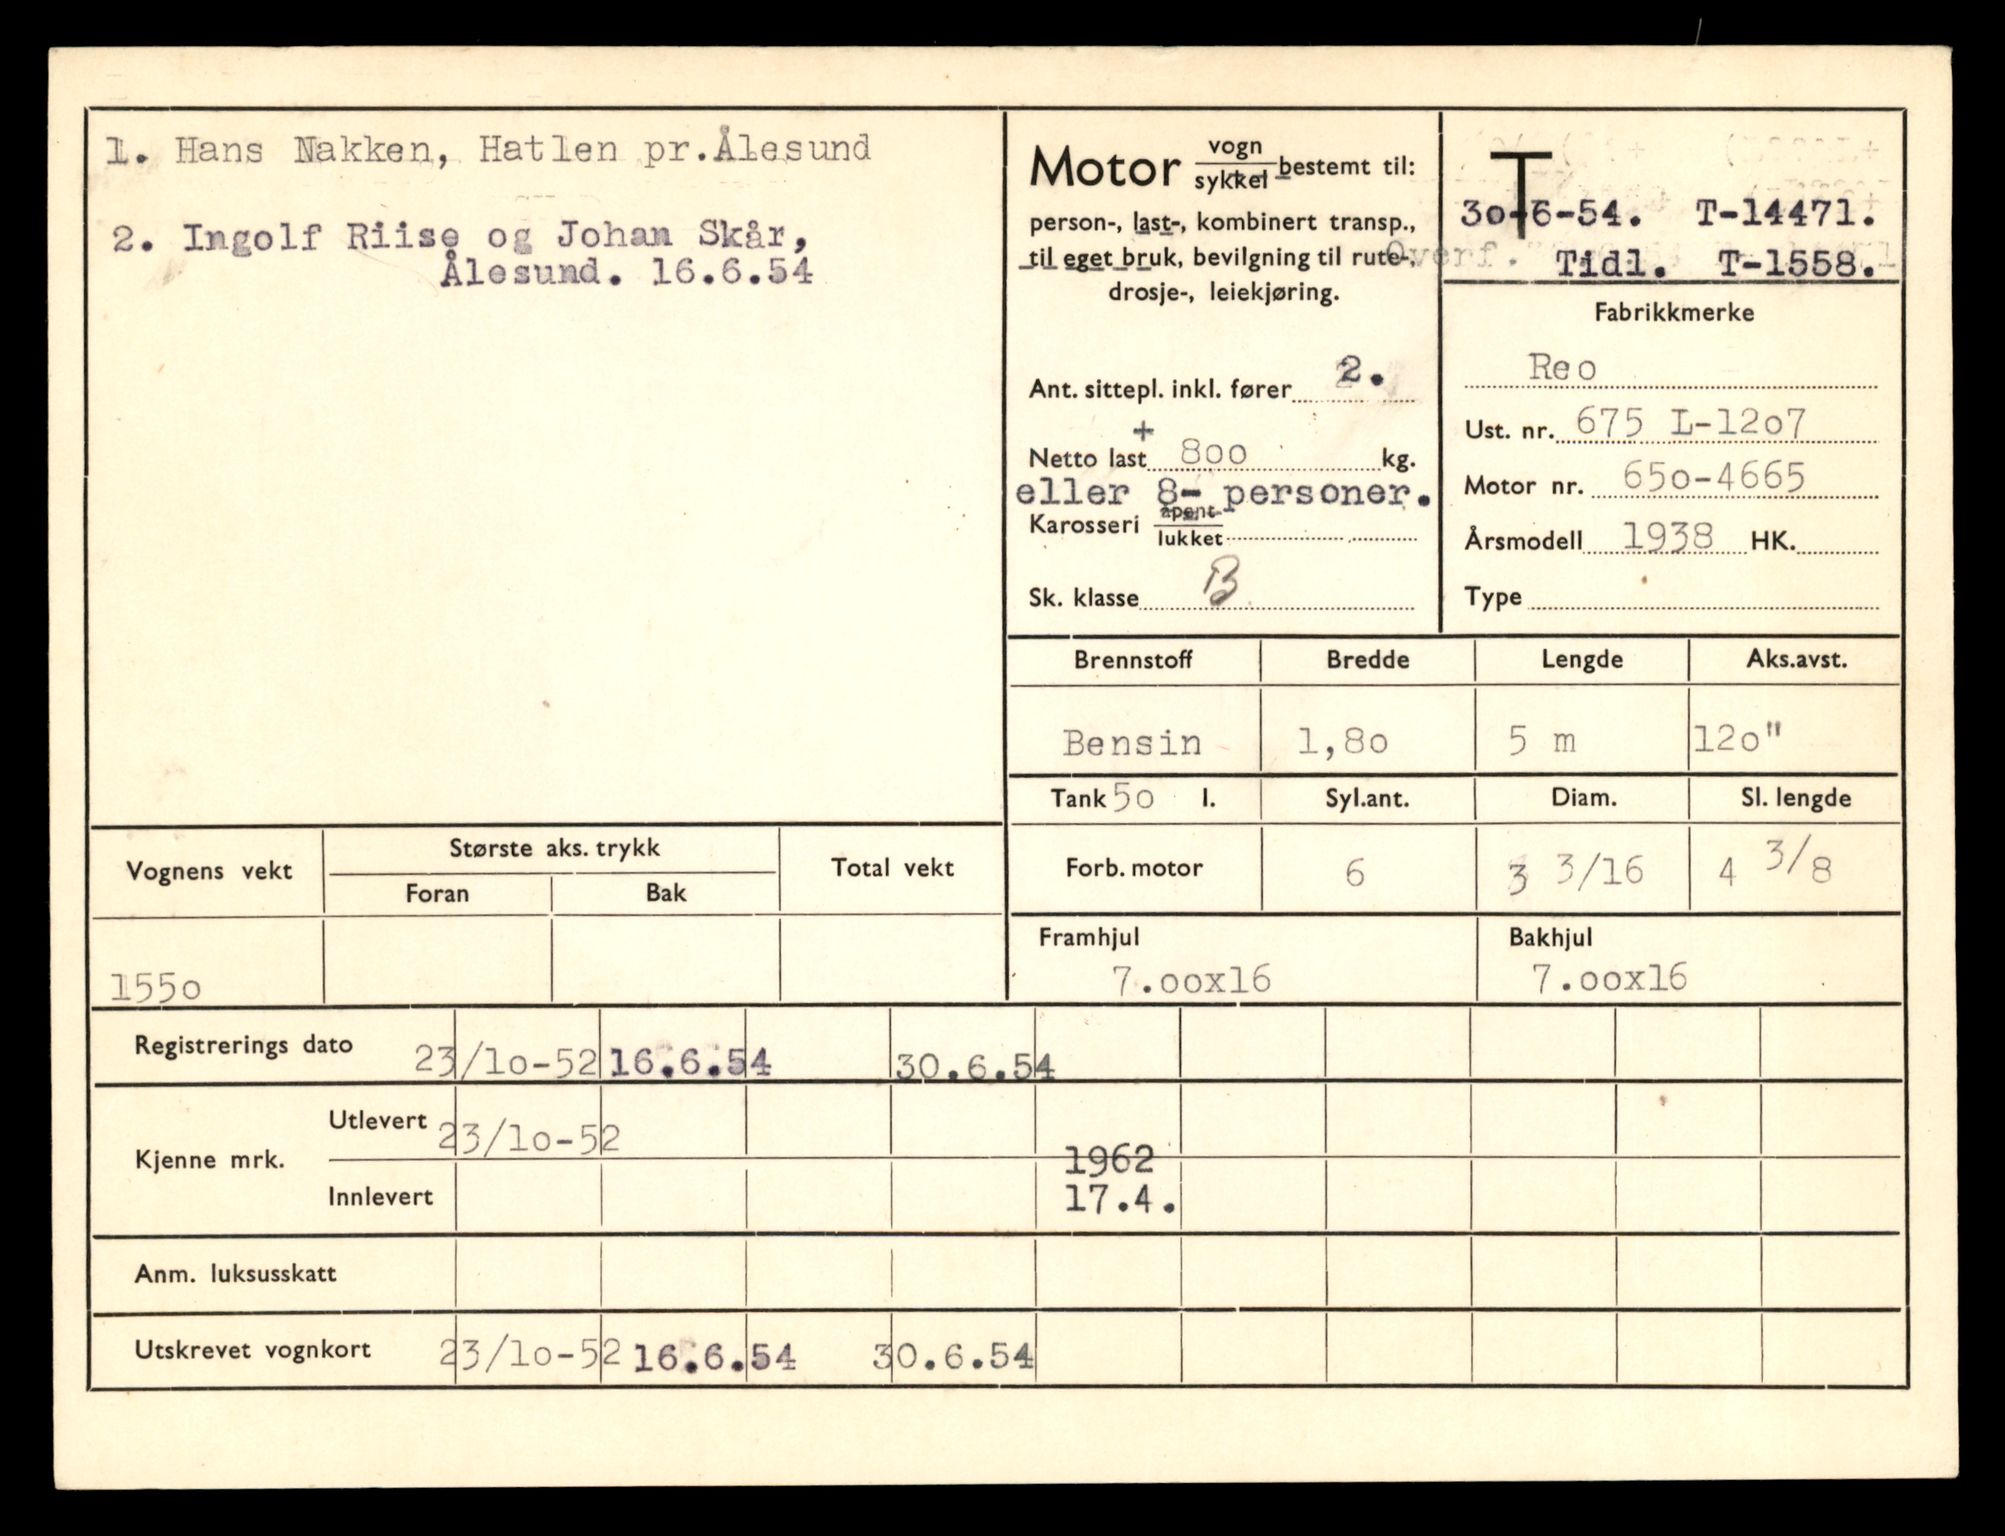 1. Hans Nakken, Hatlen pr.Ålesund
2. Ingolf Riise og Johan Skår,
Ålesund. 16.6.54
Motor vogn
sykkel bestemt til:
person-, last-, kombinert transp.,
til eget bruk, bevilgning til rute-,
drosje-, leiekjøring.
Ant. sittepl. inkl. fører 2.
+
Netto last 800 kg.
eller 8- personer.
Karosseri åpent
lukket
Sk. klasse B
T
30-6-54. T-14471.
Overf.
Tidl. T-1558.
Fabrikkmerke
Reo
Ust. nr. 675 L-12o7
Motor nr. 65o-4665
Årsmodell 1938 HK.
Type
Brennstoff Bredde Lengde Aks.avst.
Bensin 1,8o 5 m 12o"
Tank 5o l. Syl.ant. Diam. Sl. lengde
Forb. motor 6 3 3/16 4 3/8
Framhjul Bakhjul
7.oox16 7.oox16
Vognens vekt Største aks. trykk Total vekt
Foran Bak
155o
Registrerings dato 23/1o-52 16.6.54 30.6.54
Kjenne mrk. Utlevert 23/1o-52 1962
Innlevert 17.4.
Anm. luksusskatt
Utskrevet vognkort 23/1o-52 16.6.54 30.6.54